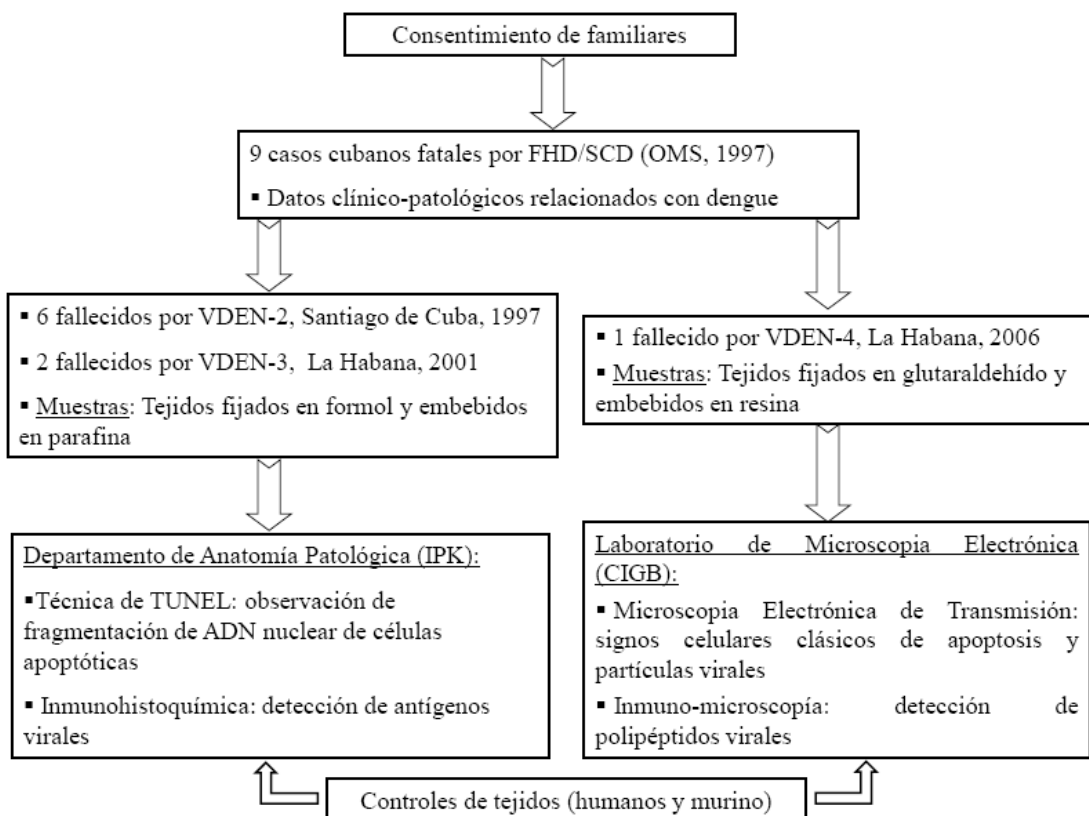 Consentimiento de familiares
9 casos cubanos fatales por FHD/SCD (OMS, 1997)
▪ Datos clínico-patológicos relacionados con dengue
▪ 6 fallecidos por VDEN-2, Santiago de Cuba, 1997
▪ 2 fallecidos por VDEN-3, La Habana, 2001
▪ Muestras: Tejidos fijados en formol y embebidos
en parafina
▪ 1 fallecido por VDEN-4, La Habana, 2006
▪ Muestras: Tejidos fijados en glutaraldehído y
embebidos en resina
Departamento de Anatomía Patológica (IPK):
▪Técnica de TUNEL: observación de
fragmentación de ADN nuclear de células
apoptóticas
▪ Inmunohistoquímica: detección de antígenos
virales
Laboratorio de Microscopia Electrónica
(CIGB):
▪ Microscopia Electrónica de Transmisión:
signos celulares clásicos de apoptosis y
partículas virales
▪ Inmuno-microscopía: detección de
polipéptidos virales
Controles de tejidos (humanos y murino)